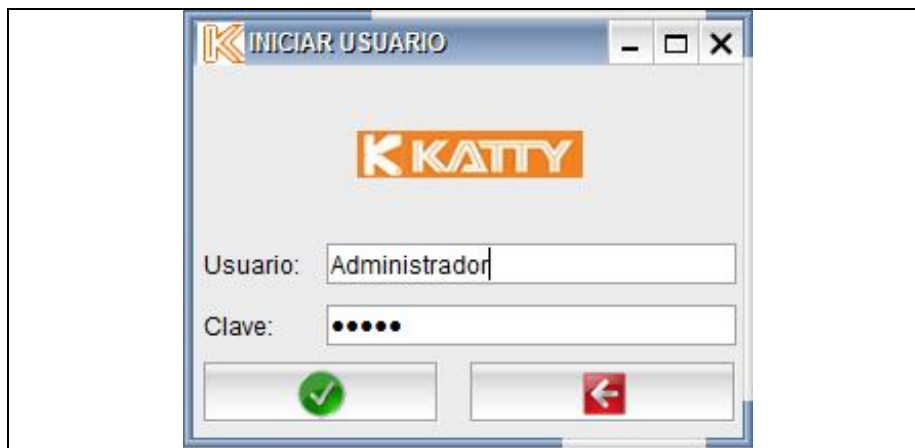 INICIAR USUARIO
K KATTY
Usuario: Administrador
Clave: •••••